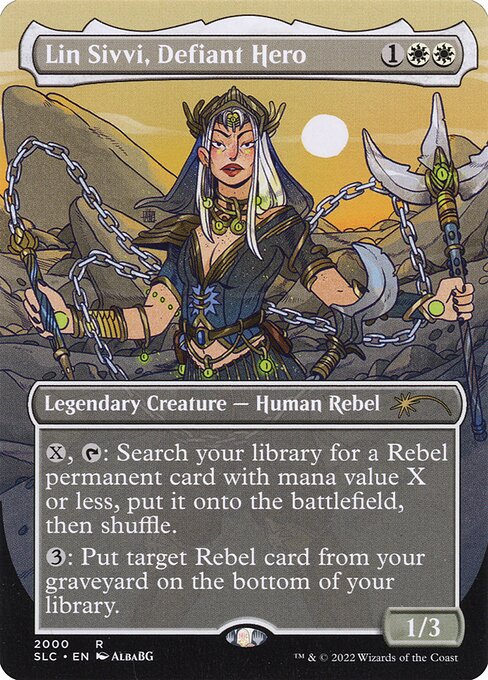 Lin Sivvi, Defiant Hero 1
Legendary Creature — Human Rebel
X, : Search your library for a Rebel
permanent card with mana value X
or less, put it onto the battlefield,
then shuffle.
3: Put target Rebel card from your
graveyard on the bottom of your
library.
1/3
2000 R
SLC • EN AlbaBG
™ & © 2022 Wizards of the Coast